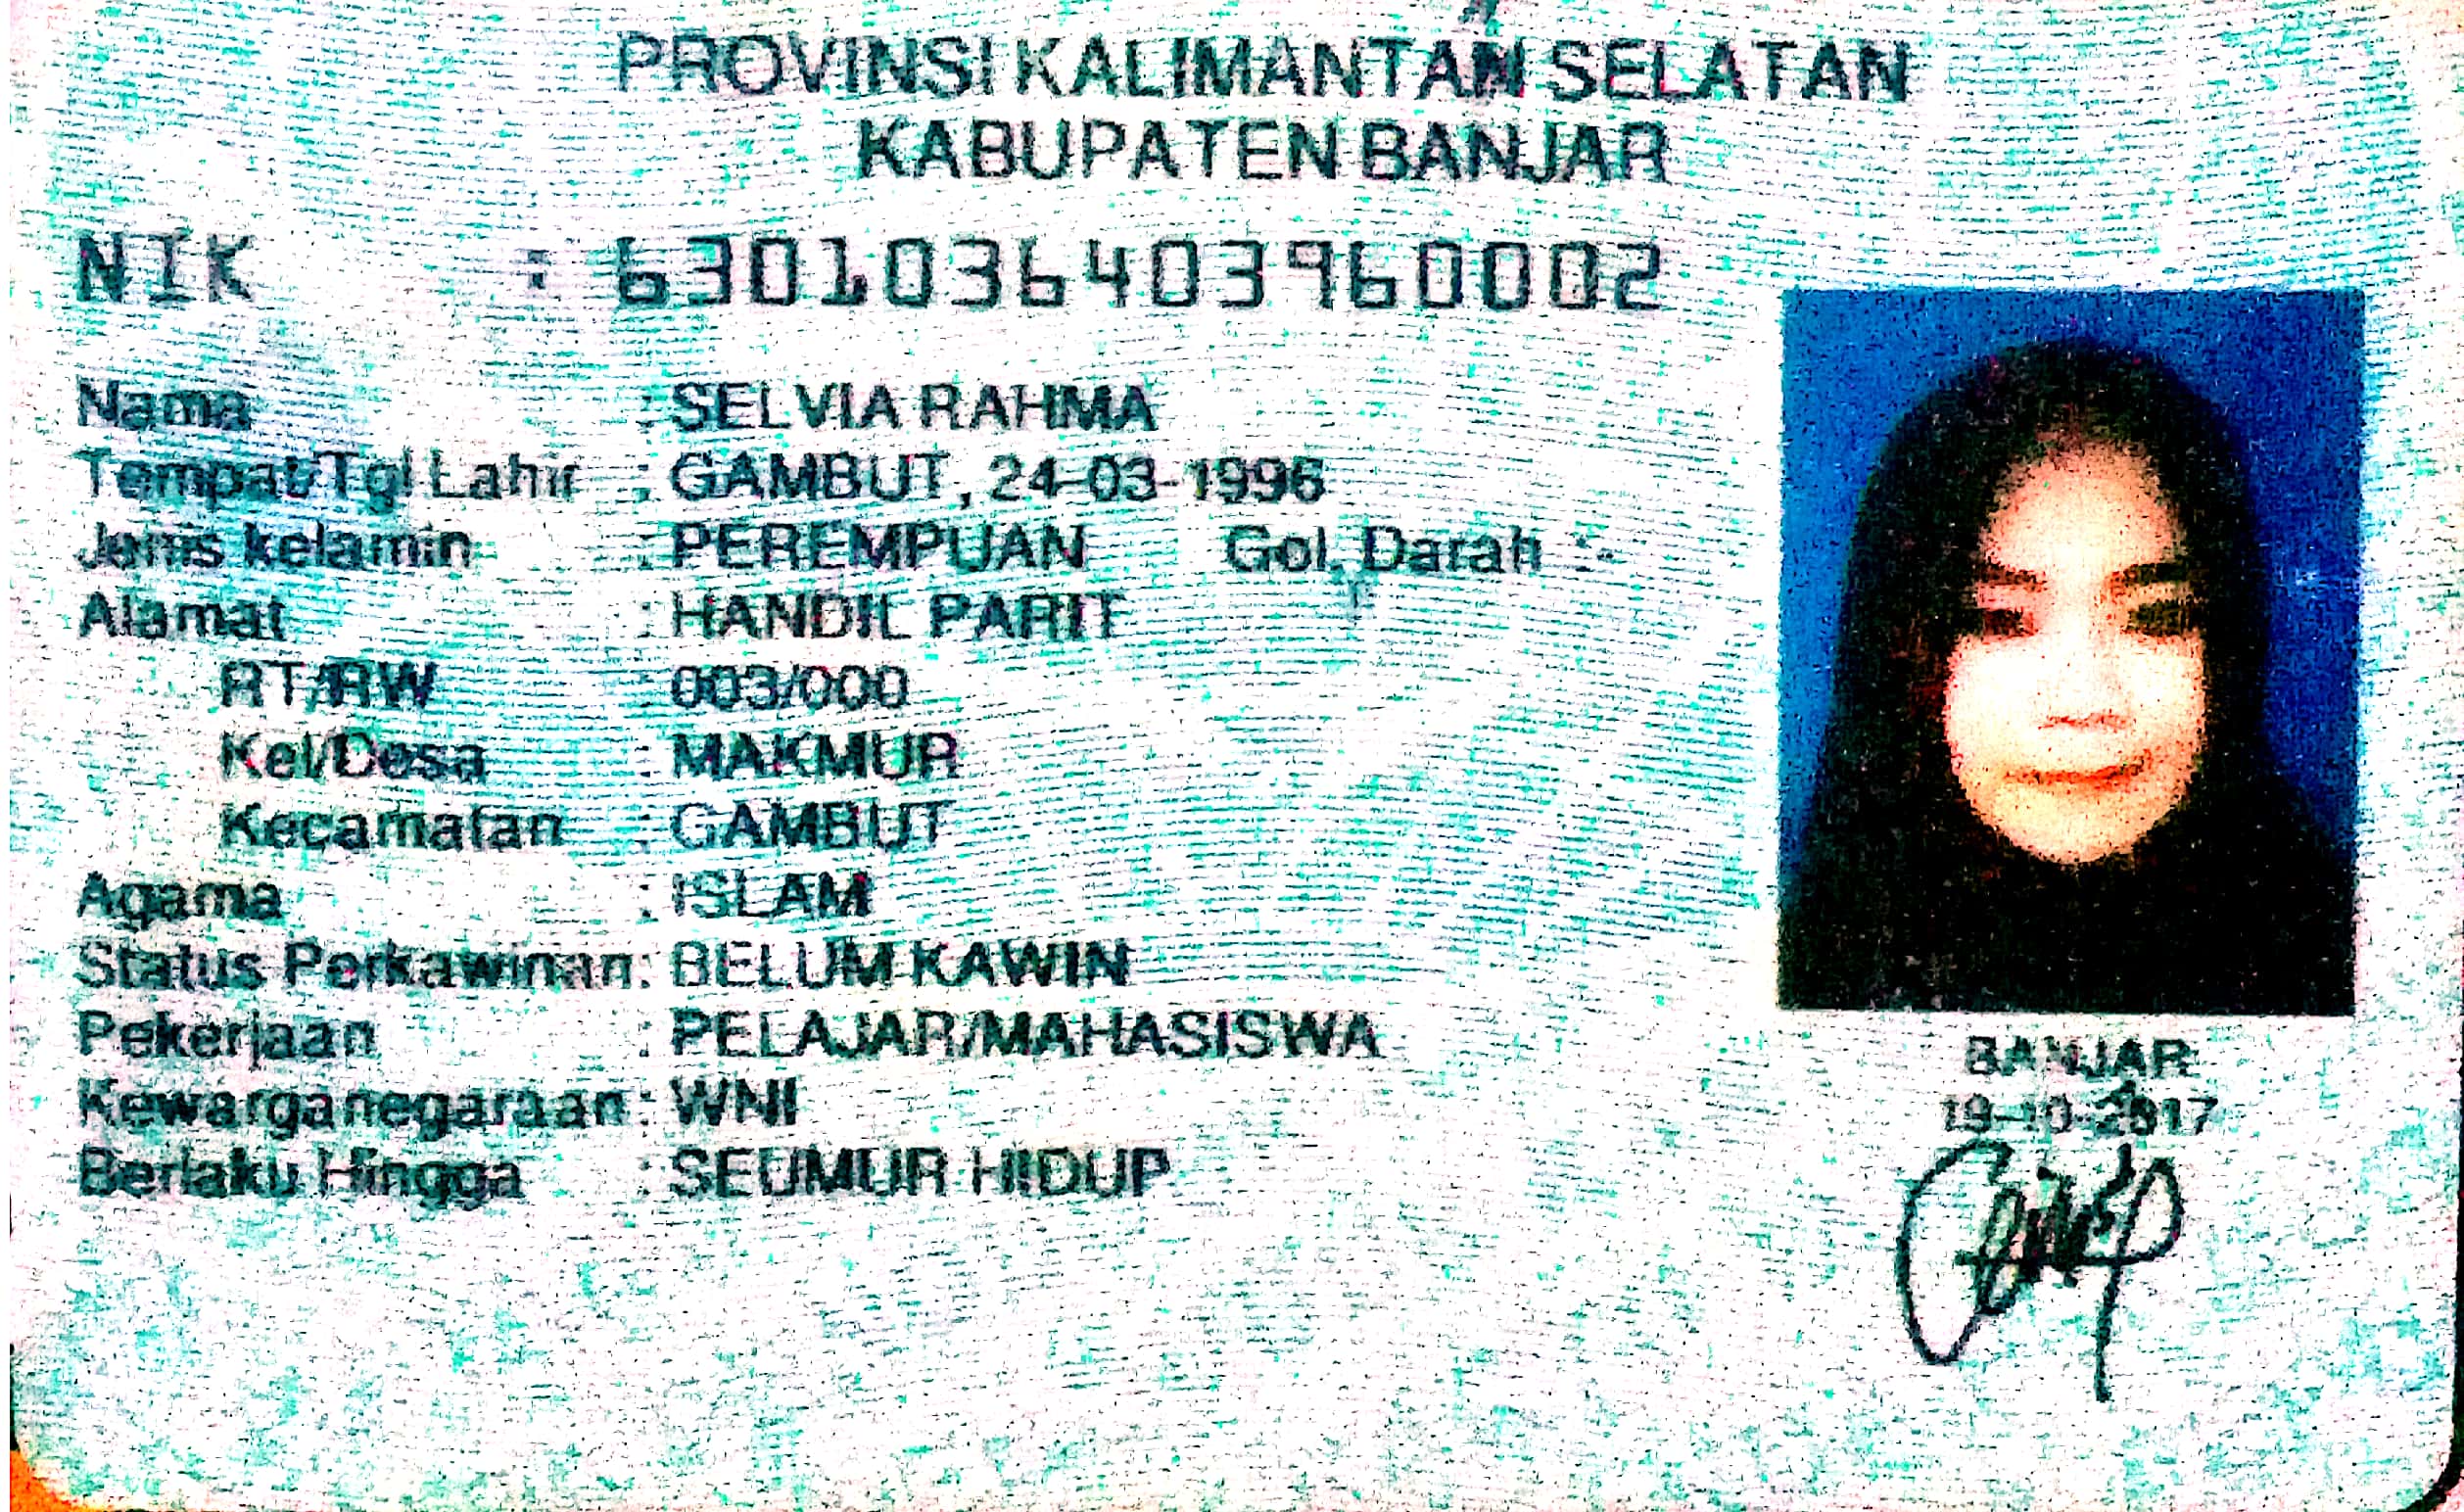 PROVINSI KALIMANTAN SELATAN
KABUPATEN BANJAR
NIK : 6301036403960002
Nama : SELVIA RAHMA
Tempat/Tgl Lahir : GAMBUT, 24-03-1996
Jenis kelamin : PEREMPUAN Gol. Darah : -
Alamat : HANDIL PARIT
RT/RW : 003/000
Kel/Desa : MAKMUR
Kecamatan : GAMBUT
Agama : ISLAM
Status Perkawinan : BELUM KAWIN
Pekerjaan : PELAJAR/MAHASISWA
Kewarganegaraan : WNI
Berlaku Hingga : SEUMUR HIDUP
BANJAR
19-10-2017